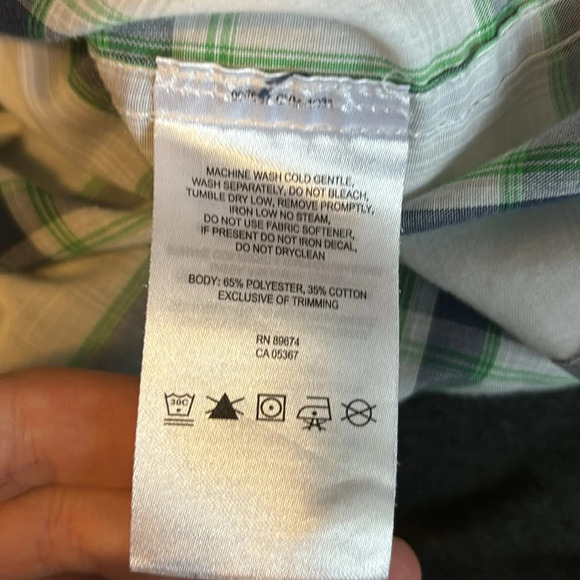 MACHINE WASH COLD GENTLE,
WASH SEPARATELY, DO NOT BLEACH,
TUMBLE DRY LOW, REMOVE PROMPTLY,
IRON LOW NO STEAM,
DO NOT USE FABRIC SOFTENER,
IF PRESENT DO NOT IRON DECAL,
DO NOT DRYCLEAN
BODY: 65% POLYESTER, 35% COTTON
EXCLUSIVE OF TRIMMING
RN 89674
CA 05367
30C